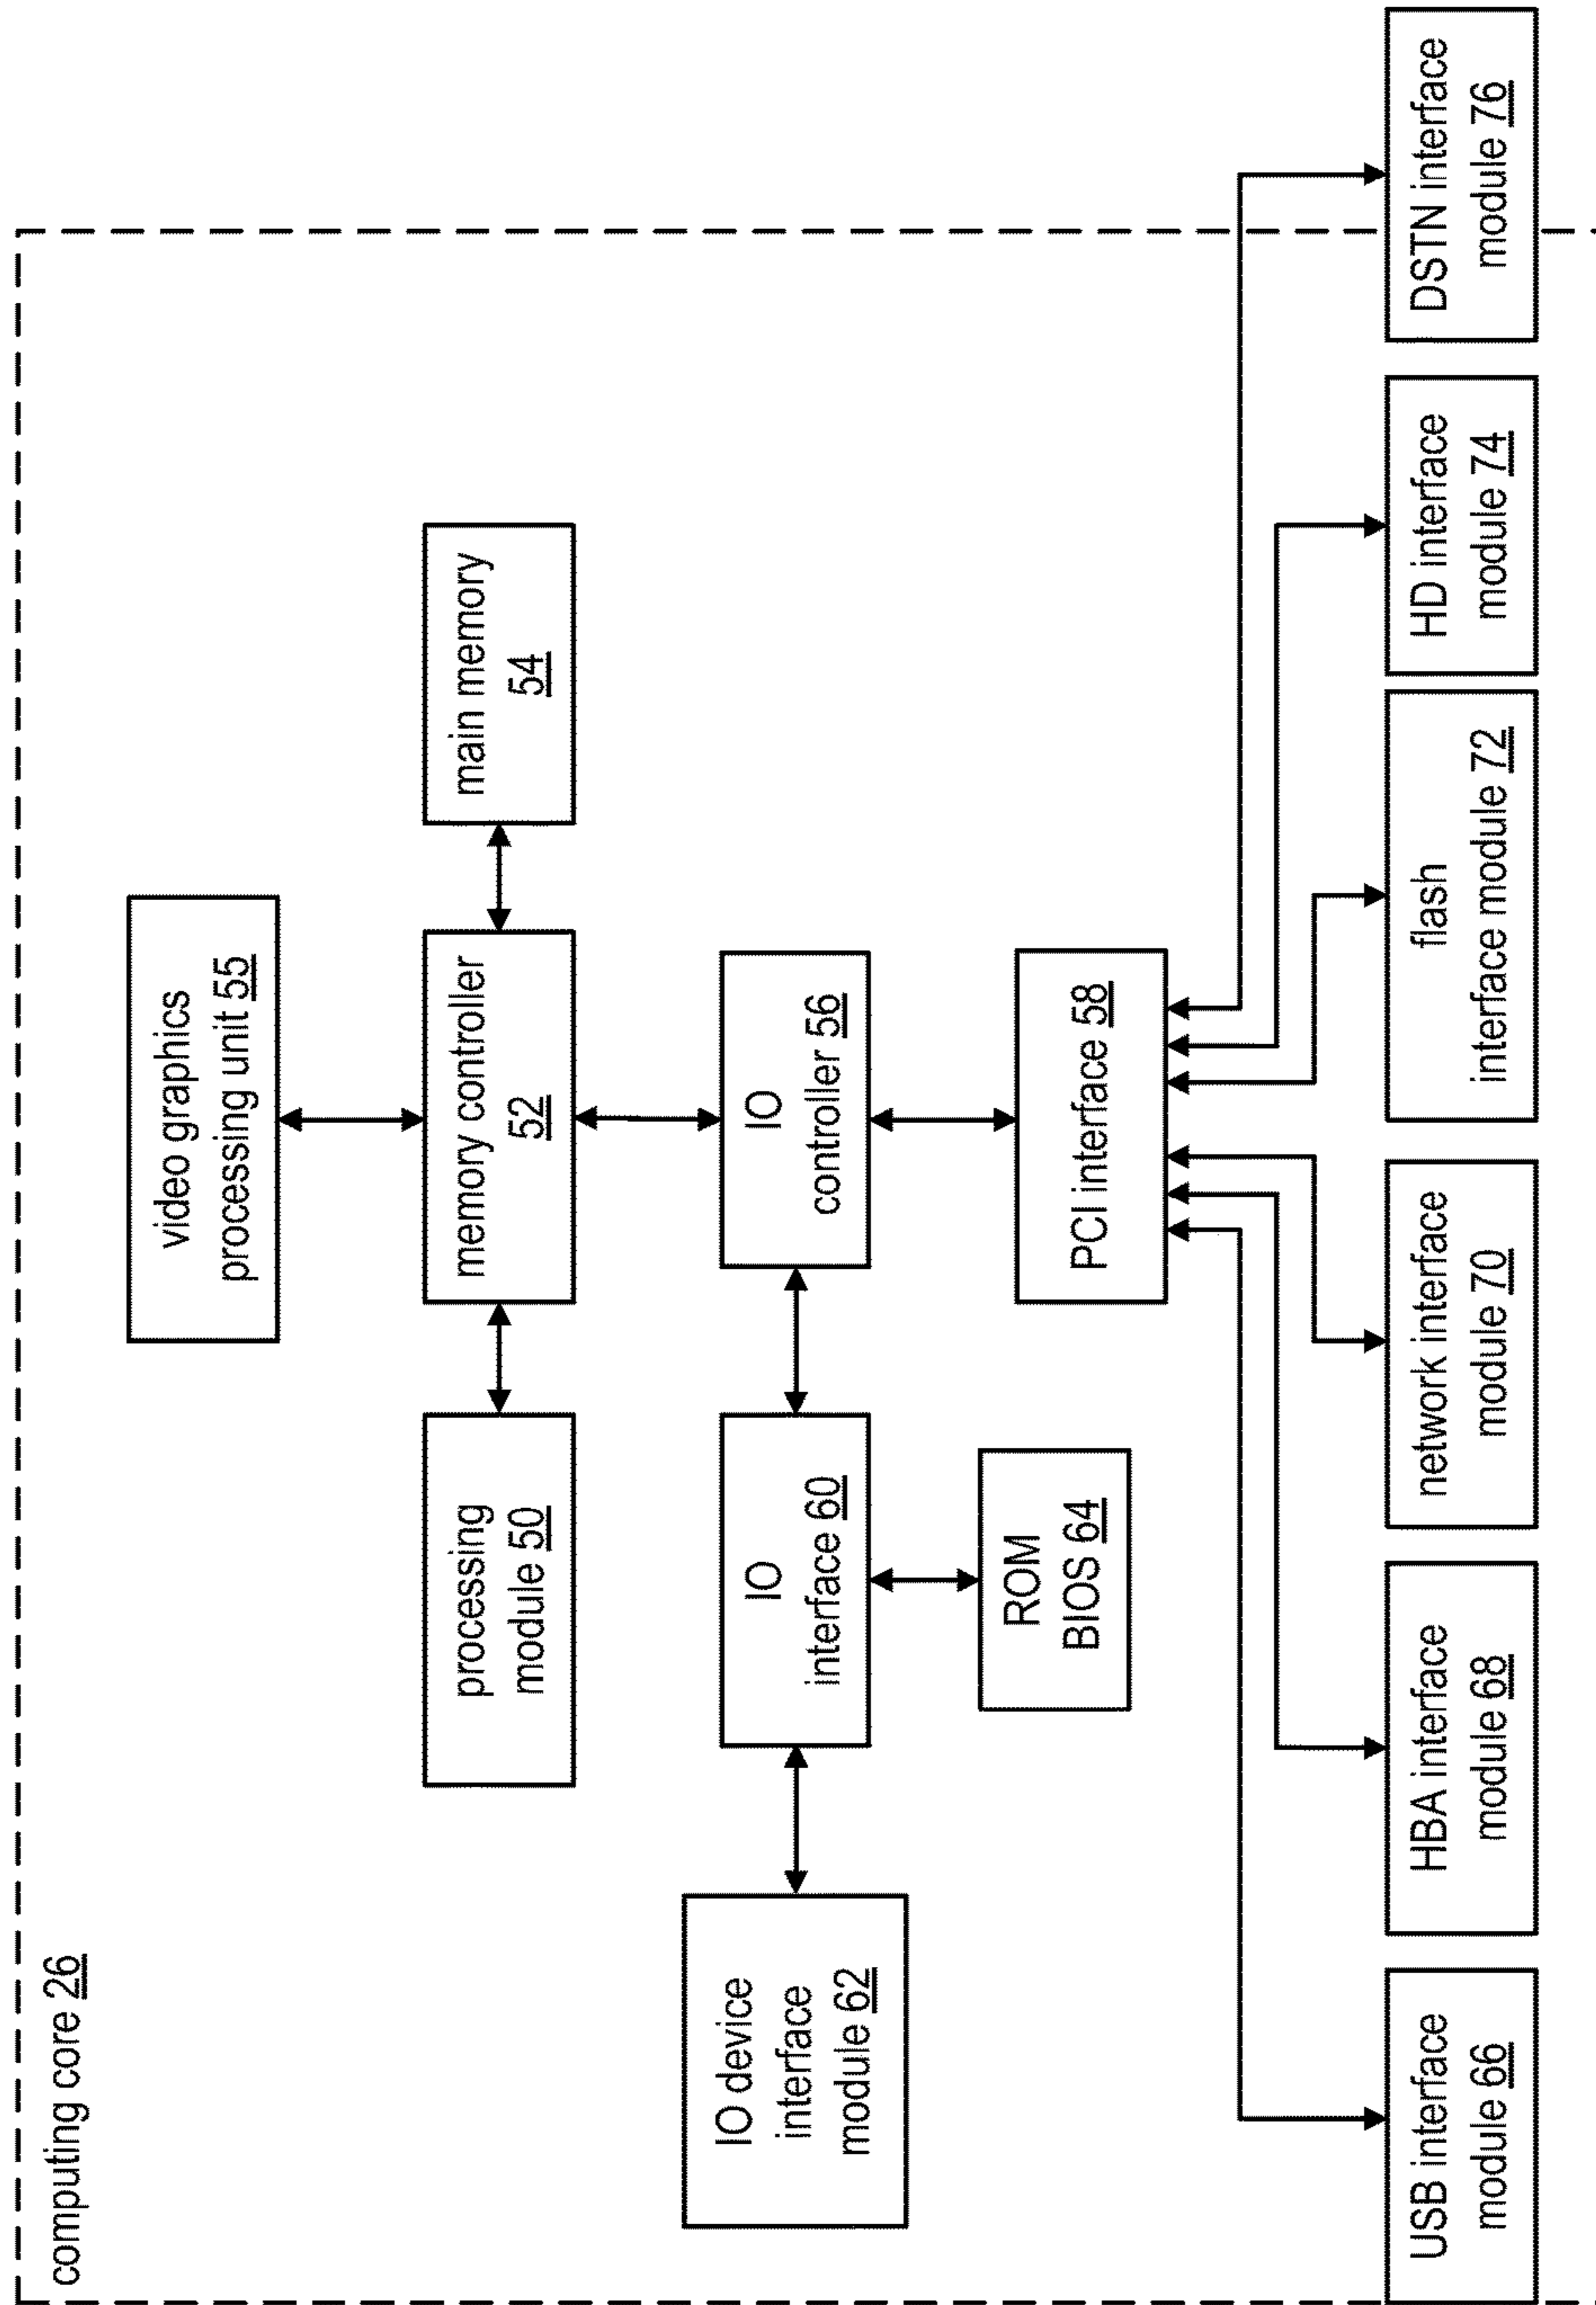 computing core 26
video graphics
processing unit 55
processing
module 50
memory controller
52
main memory
54
IO device
interface
module 62
IO
interface 60
IO
controller 56
ROM
BIOS 64
PCI interface 58
USB interface
module 66
HBA interface
module 68
network interface
module 70
flash
interface module 72
HD interface
module 74
DSTN interface
module 76